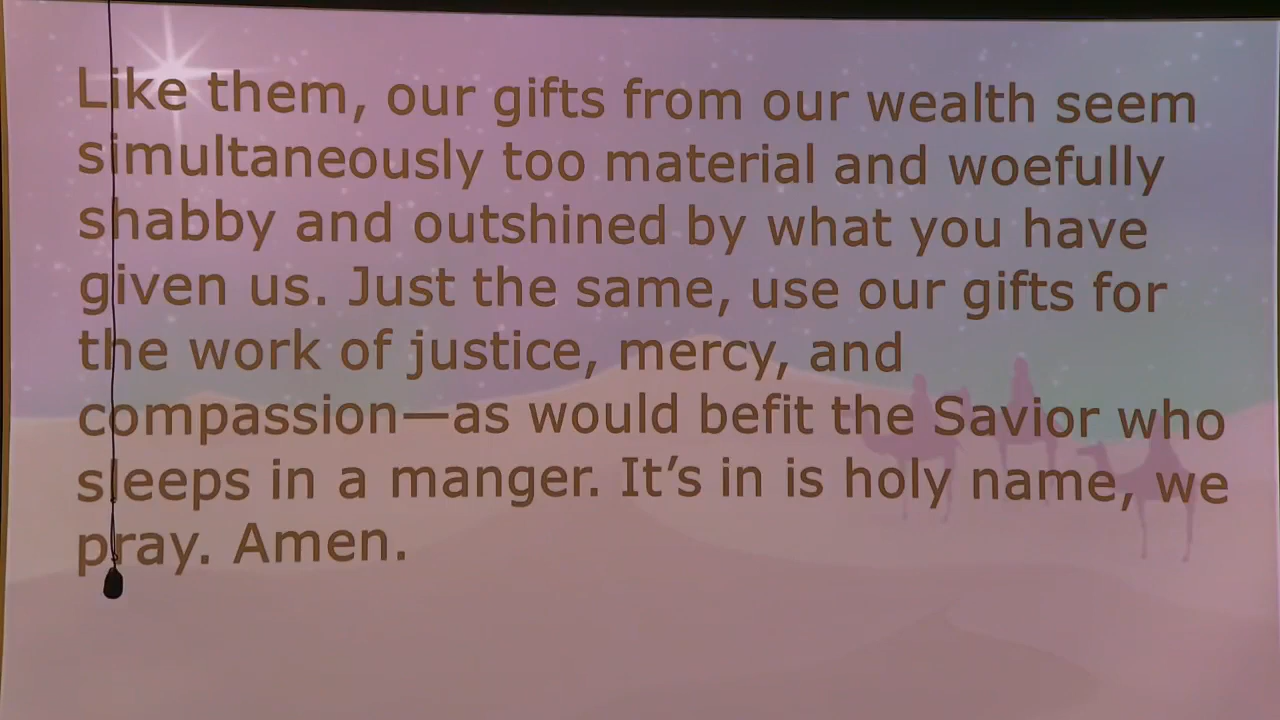 Like them, our gifts from our wealth seem
simultaneously too material and woefully
shabby and outshined by what you have
given us. Just the same, use our gifts for
the work of justice, mercy, and
compassion—as would befit the Savior who
sleeps in a manger. It’s in is holy name, we
pray. Amen.